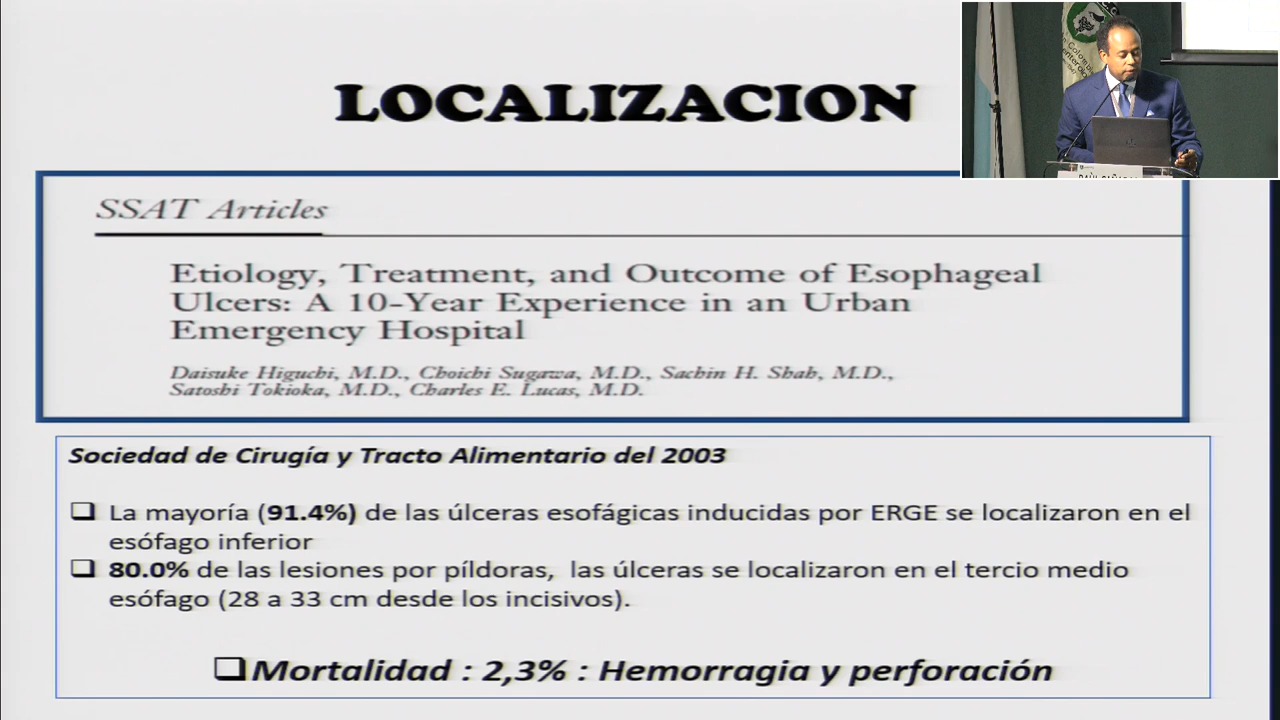 LOCALIZACION
SSAT Articles
Etiology, Treatment, and Outcome of Esophageal
Ulcers: A 10-Year Experience in an Urban
Emergency Hospital
Daisuke Higuchi, M.D., Choichi Sugawa, M.D., Sachin H. Shah, M.D.,
Satoshi Tokioka, M.D., Charles E. Lucas, M.D.
Sociedad de Cirugía y Tracto Alimentario del 2003
La mayoría (91.4%) de las úlceras esofágicas inducidas por ERGE se localizaron en el
esófago inferior
80.0% de las lesiones por píldoras, las úlceras se localizaron en el tercio medio
esófago (28 a 33 cm desde los incisivos).
Mortalidad : 2,3% : Hemorragia y perforación